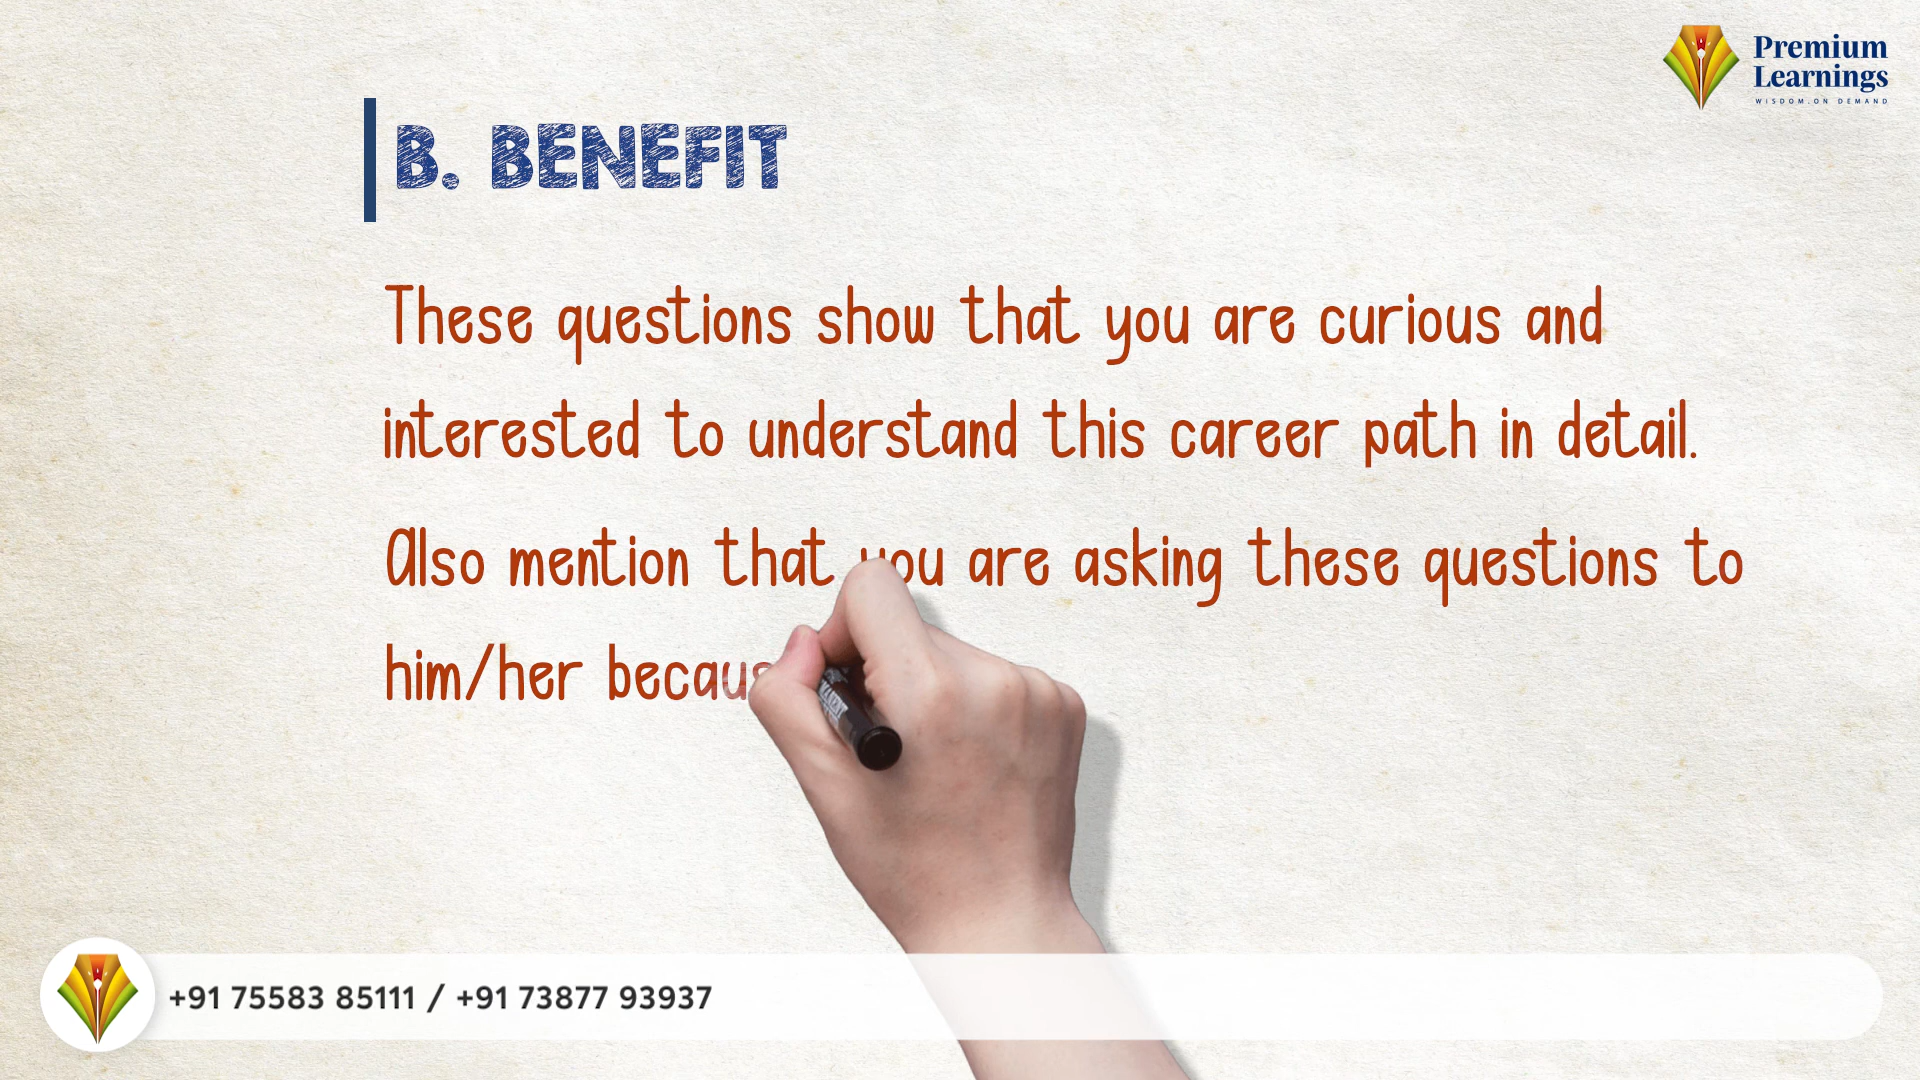 Premium
Learnings
WISDOM.ON DEMAND
B. BENEFIT
These questions show that you are curious and
interested to understand this career path in detail.
Also mention that you are asking these questions to
him/her becaus
+91 75583 85111 / +91 73877 93937